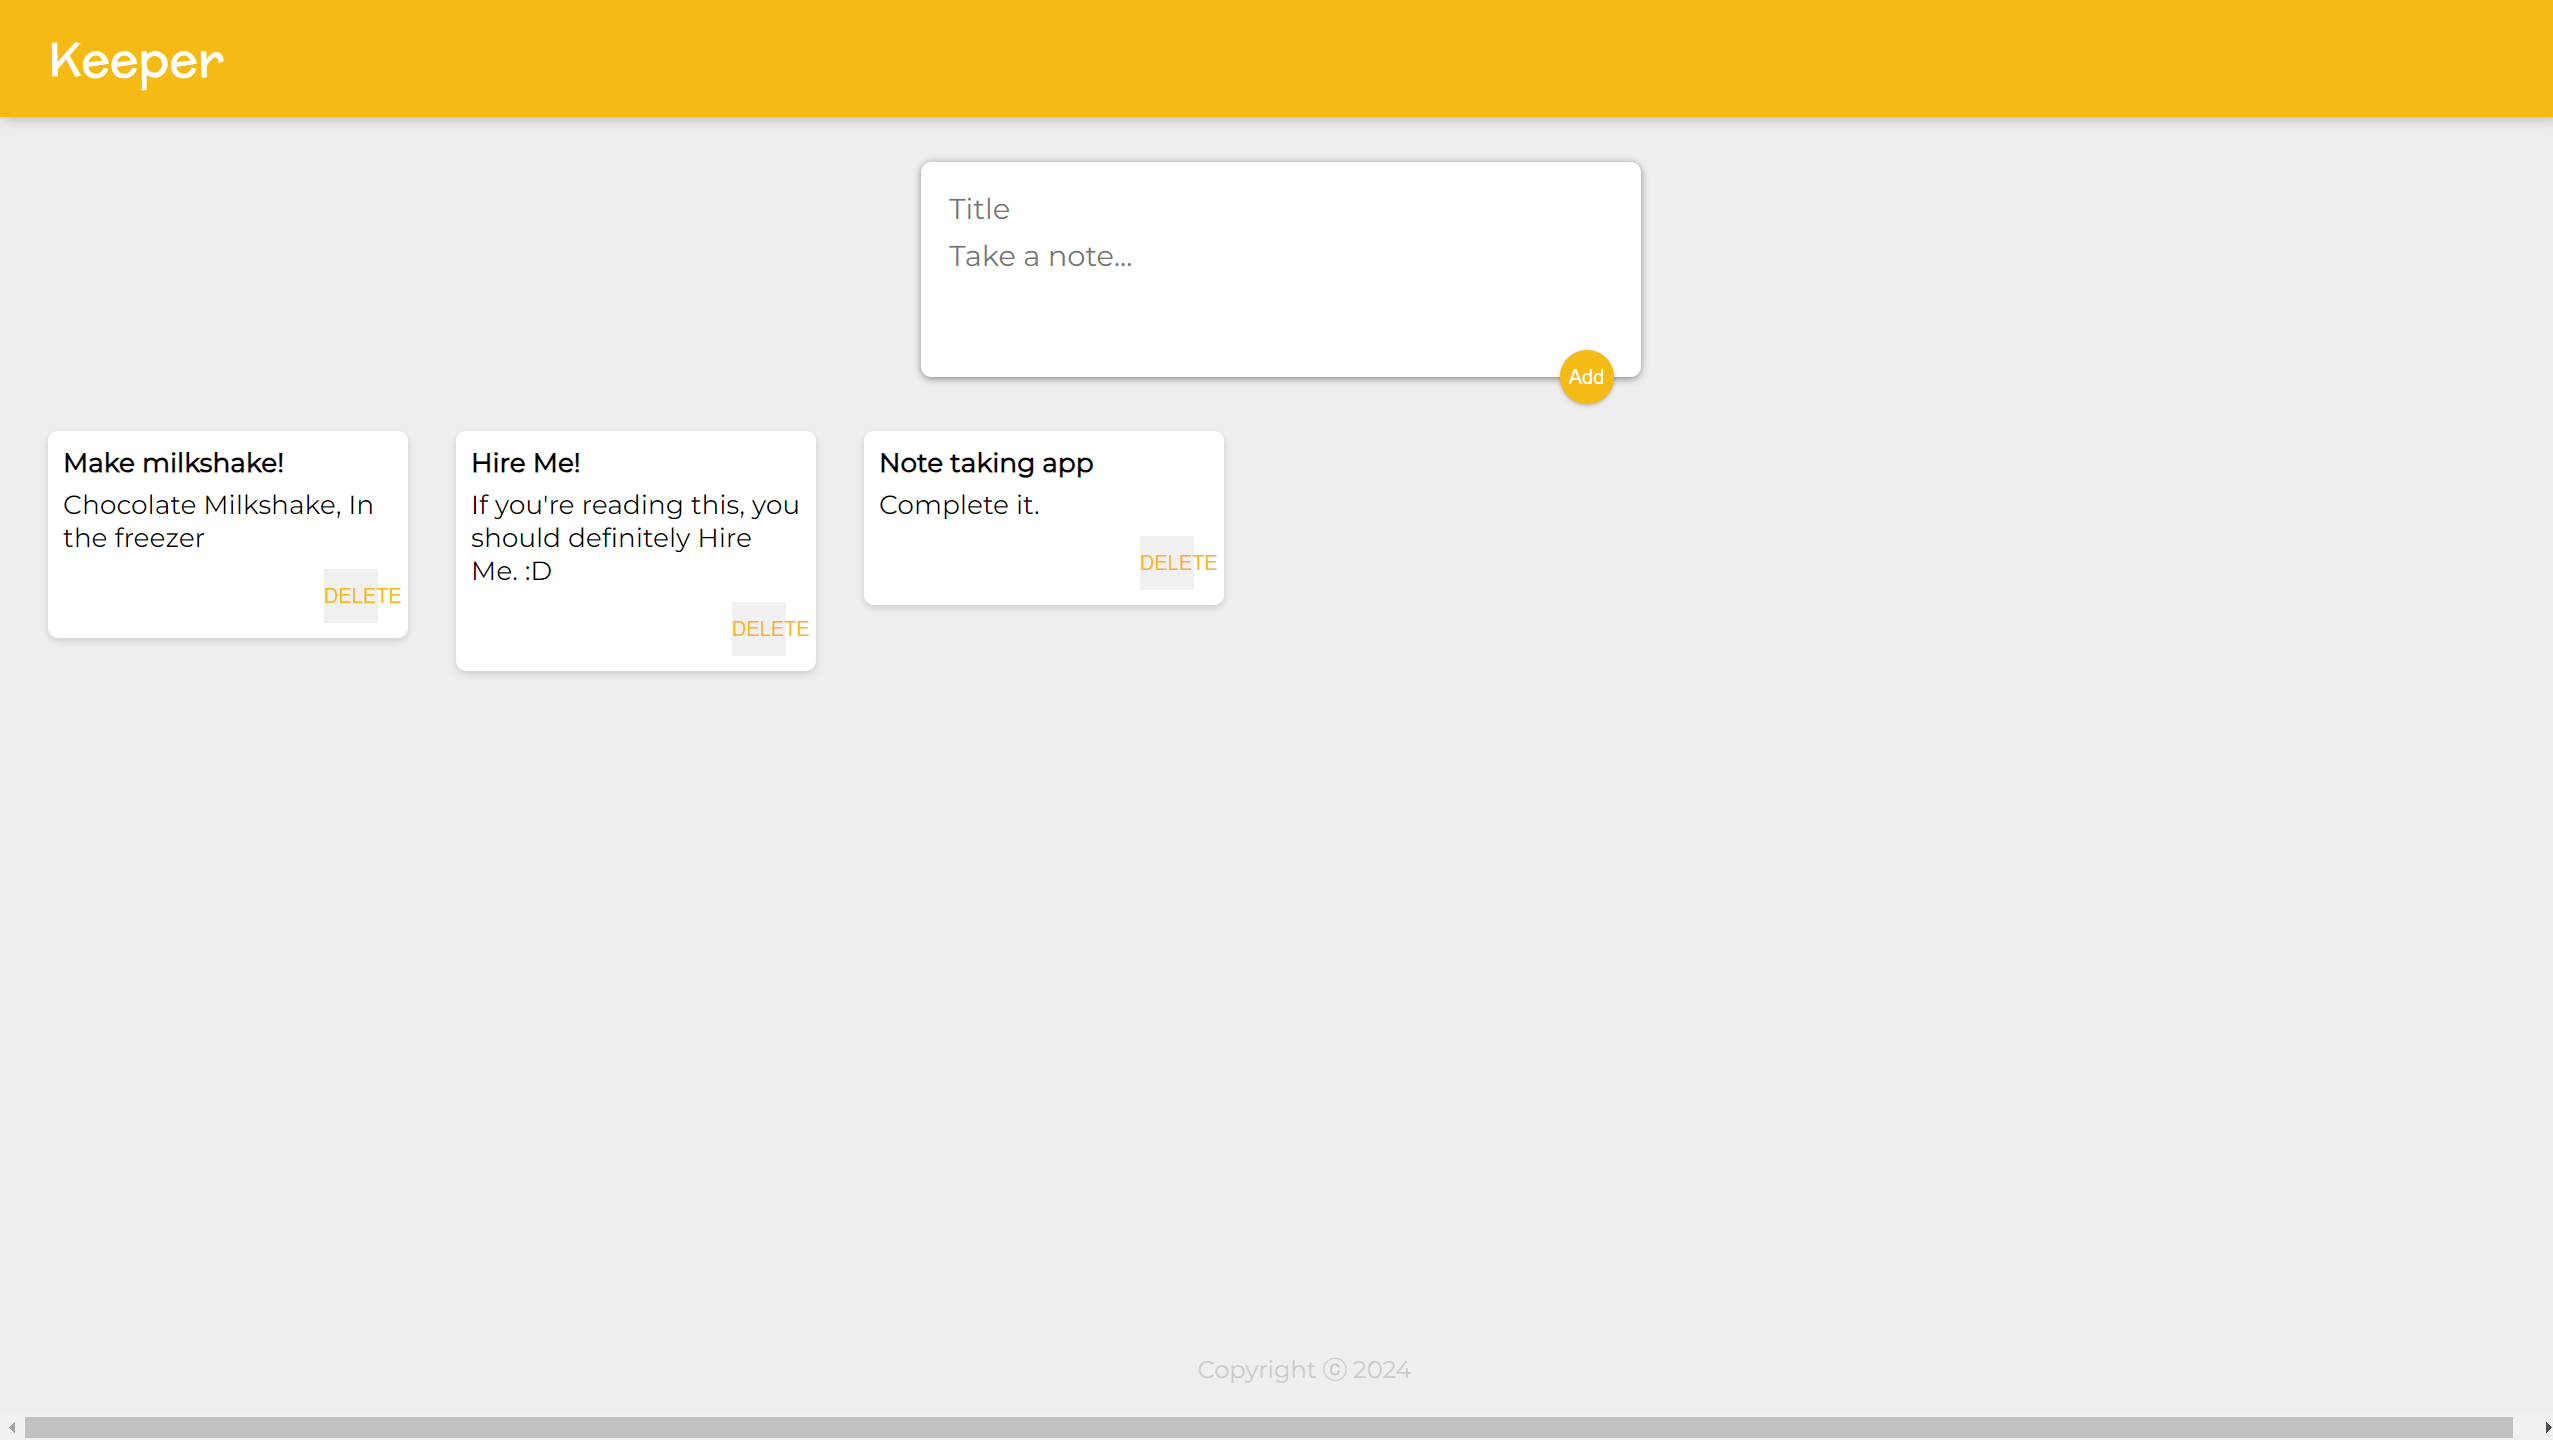 Keeper
Title
Take a note...
Add
Make milkshake!
Chocolate Milkshake, In
the freezer
DELETE
Hire Me!
If you're reading this, you
should definitely Hire
Me. :D
DELETE
Note taking app
Complete it.
DELETE
Copyright ⓒ 2024